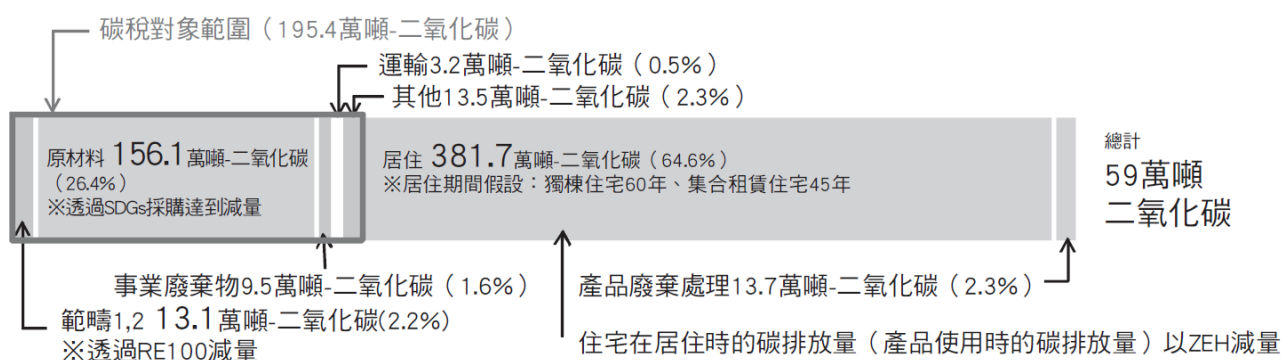 碳稅對象範圍（195.4萬噸-二氧化碳）
運輸3.2萬噸-二氧化碳（0.5%）
其他13.5萬噸-二氧化碳（2.3%）
原材料 156.1萬噸-二氧化碳
（26.4%）
※透過SDGs採購達到減量
居住 381.7萬噸-二氧化碳（64.6%）
※居住期間假設：獨棟住宅60年、集合租賃住宅45年
總計
59萬噸
二氧化碳
事業廢棄物9.5萬噸-二氧化碳（1.6%）
產品廢棄處理13.7萬噸-二氧化碳（2.3%）
範疇1,2 13.1萬噸-二氧化碳(2.2%)
※透過RE100減量
住宅在居住時的碳排放量（產品使用時的碳排放量）以ZEH減量